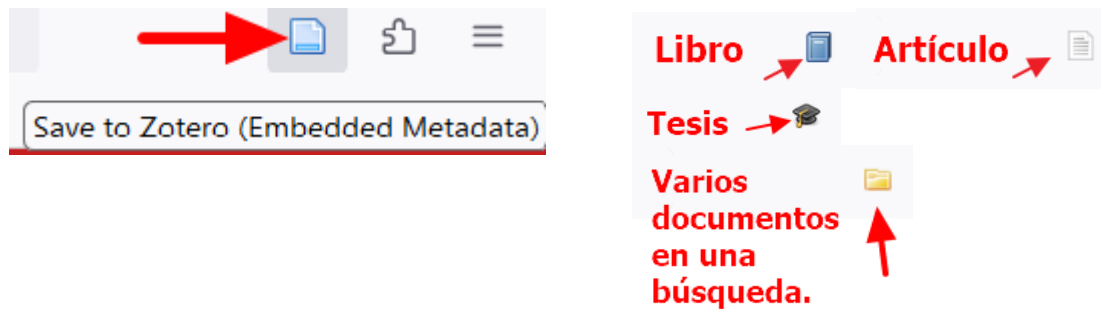 Save to Zotero (Embedded Metadata)
Libro
Artículo
Tesis
Varios
documentos
en una
búsqueda.